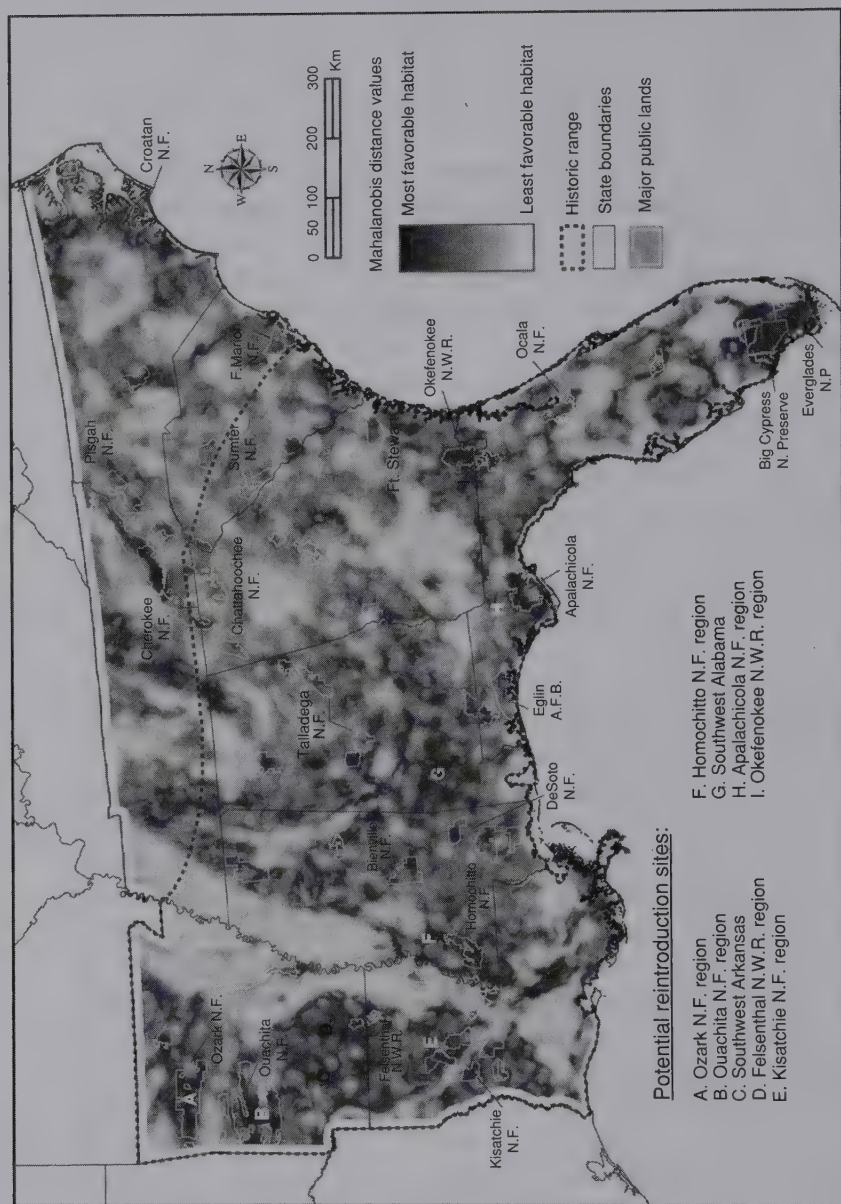 Pisgah
N.F.
Croatan
N.F.
Cherokee
N.F.
Sumter
N.F.
F.Marion
N.F.
Chattahoochee
N.F.
Ft. Stewart
Okefenokee
N.W.R.
Ocala
N.F.
Talladega
N.F.
Ozark N.F.
Ouachita
N.F.
Felsenthal
N.W.R.
Bienville
N.F.
Homochitto
N.F.
Kisatchie
N.F.
DeSoto
N.F.
Eglin
A.F.B.
Apalachicola
N.F.
Big Cypress
N. Preserve
Everglades
N.P
A
B
C
D
E
F
G
H
N
W
E
S
0 50 100 200 300
Km
Mahalanobis distance values
Most favorable habitat
Least favorable habitat
Historic range
State boundaries
Major public lands
Potential reintroduction sites:
A. Ozark N.F. region
B. Ouachita N.F. region
C. Southwest Arkansas
D. Felsenthal N.W.R. region
E. Kisatchie N.F. region
F. Homochitto N.F. region
G. Southwest Alabama
H. Apalachicola N.F. region
I. Okefenokee N.W.R. region